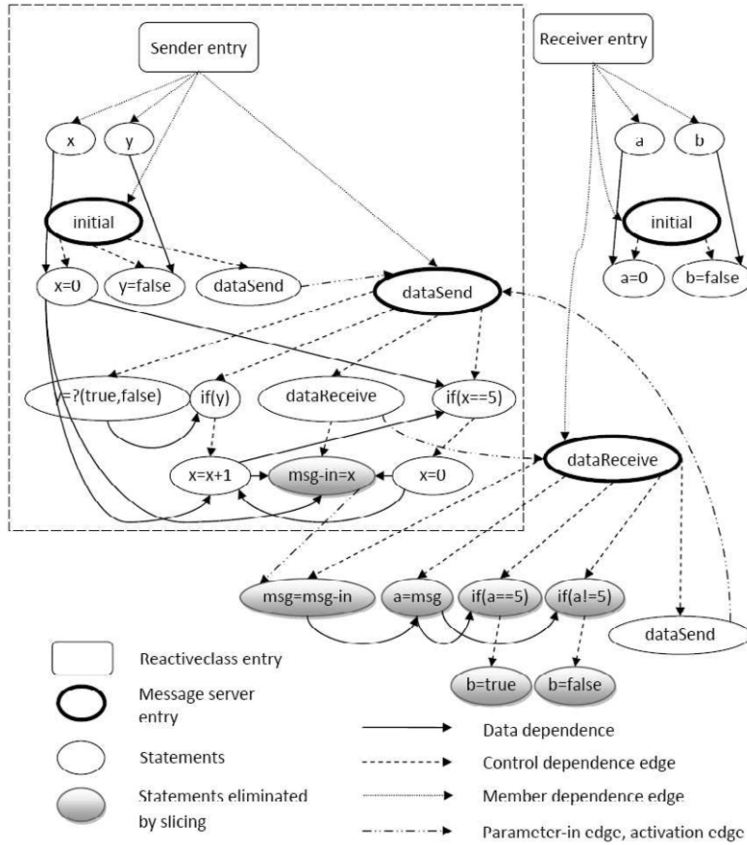 Sender entry
Receiver entry
x
y
a
b
initial
initial
x=0
y=false
dataSend
dataSend
a=0
b=false
y=?(true,false)
if(y)
dataReceive
if(x==5)
dataReceive
x=x+1
msg-in=x
x=0
msg=msg-in
a=msg
if(a==5)
if(a!=5)
dataSend
b=true
b=false
Reactiveclass entry
Message server
entry
Statements
Statements eliminated
by slicing
Data dependence
Control dependence edge
Member dependence edge
Parameter-in edge, activation edge